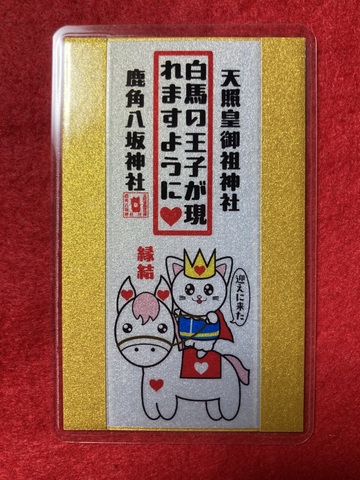 天照皇御祖神社
白馬の王子が現
れますように♥
鹿角八坂神社
縁結
迎えに来た